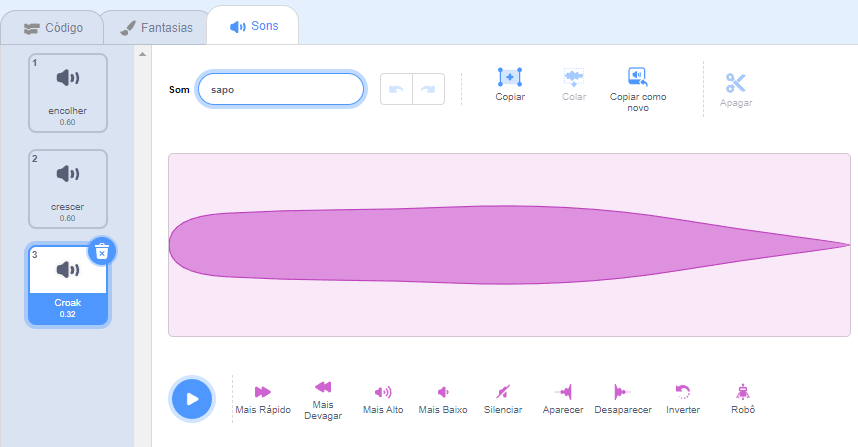 Código
Fantasias
Sons
1
encolher
0.60
2
crescer
0.60
3
Croak
0.32
Som
sapo
Copiar
Colar
Copiar como
novo
Apagar
Mais Rápido
Mais
Devagar
Mais Alto
Mais Baixo
Silenciar
Aparecer
Desaparecer
Inverter
Robô